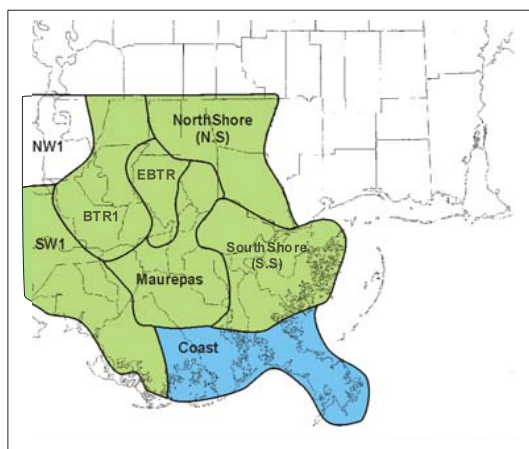 NorthShore
(N.S)
NW1
EBTR
BTR1
SW1
SouthShore
(S.S)
Maurepas
Coast